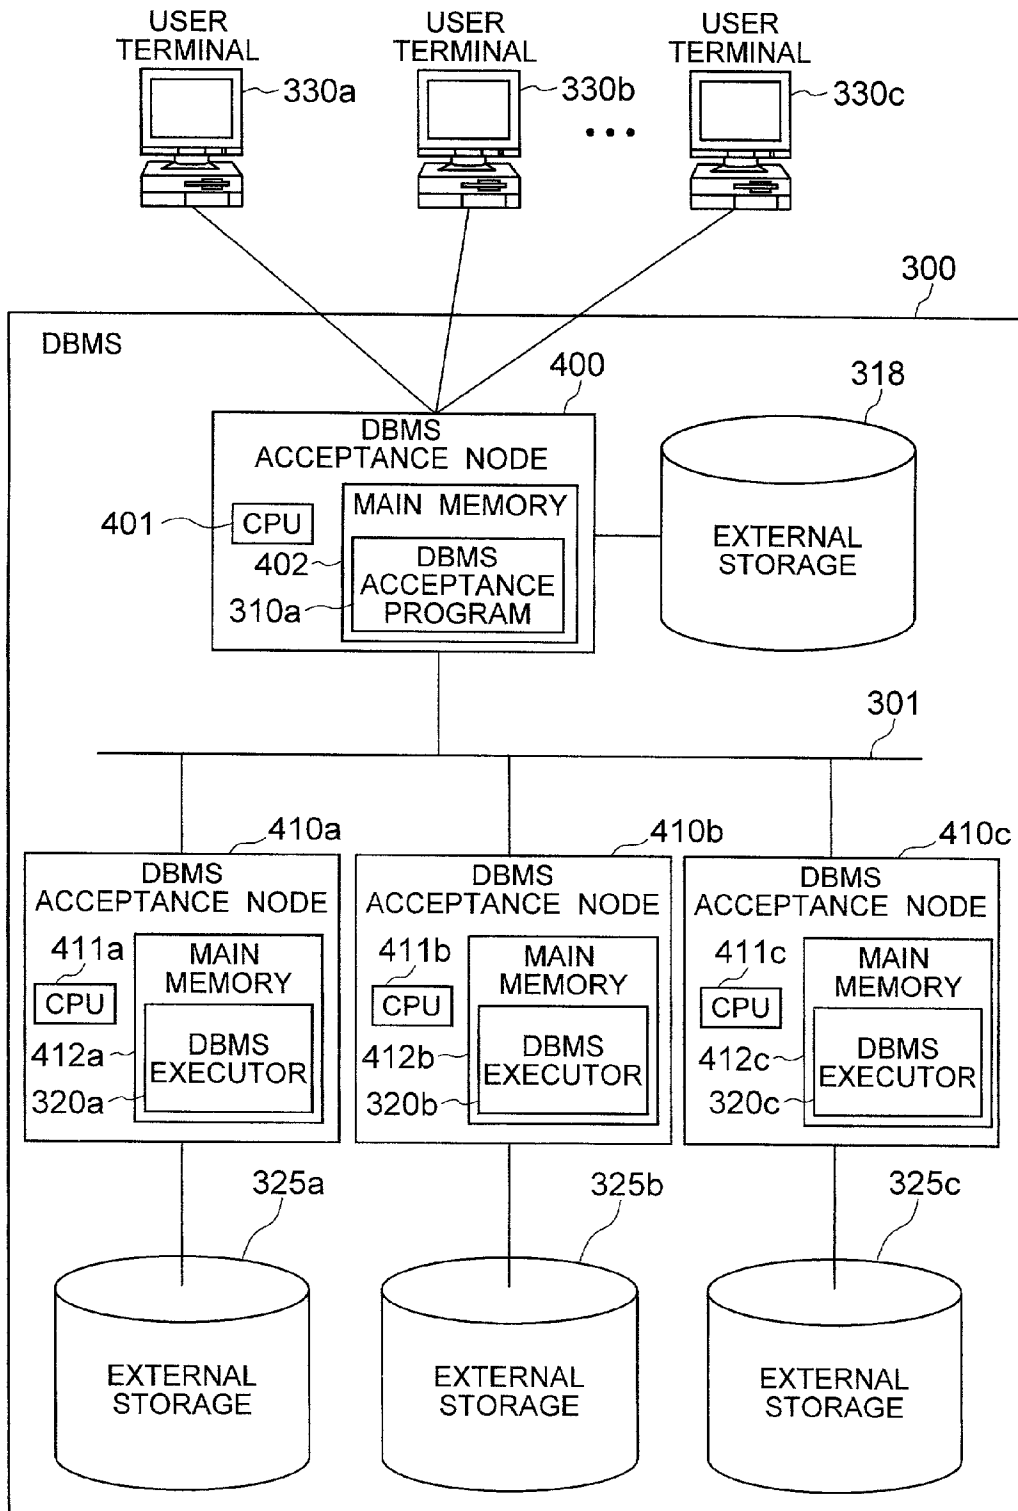 USER TERMINAL
USER TERMINAL
USER TERMINAL
330a
330b
330c
...
300
DBMS
400
318
DBMS
ACCEPTANCE NODE
MAIN MEMORY
401
CPU
402
DBMS
ACCEPTANCE
PROGRAM
310a
EXTERNAL
STORAGE
301
410a
410b
410c
DBMS
ACCEPTANCE NODE
411a
CPU
MAIN
MEMORY
412a
DBMS
EXECUTOR
320a
DBMS
ACCEPTANCE NODE
411b
CPU
MAIN
MEMORY
412b
DBMS
EXECUTOR
320b
DBMS
ACCEPTANCE NODE
411c
CPU
MAIN
MEMORY
412c
DBMS
EXECUTOR
320c
325a
325b
325c
EXTERNAL
STORAGE
EXTERNAL
STORAGE
EXTERNAL
STORAGE